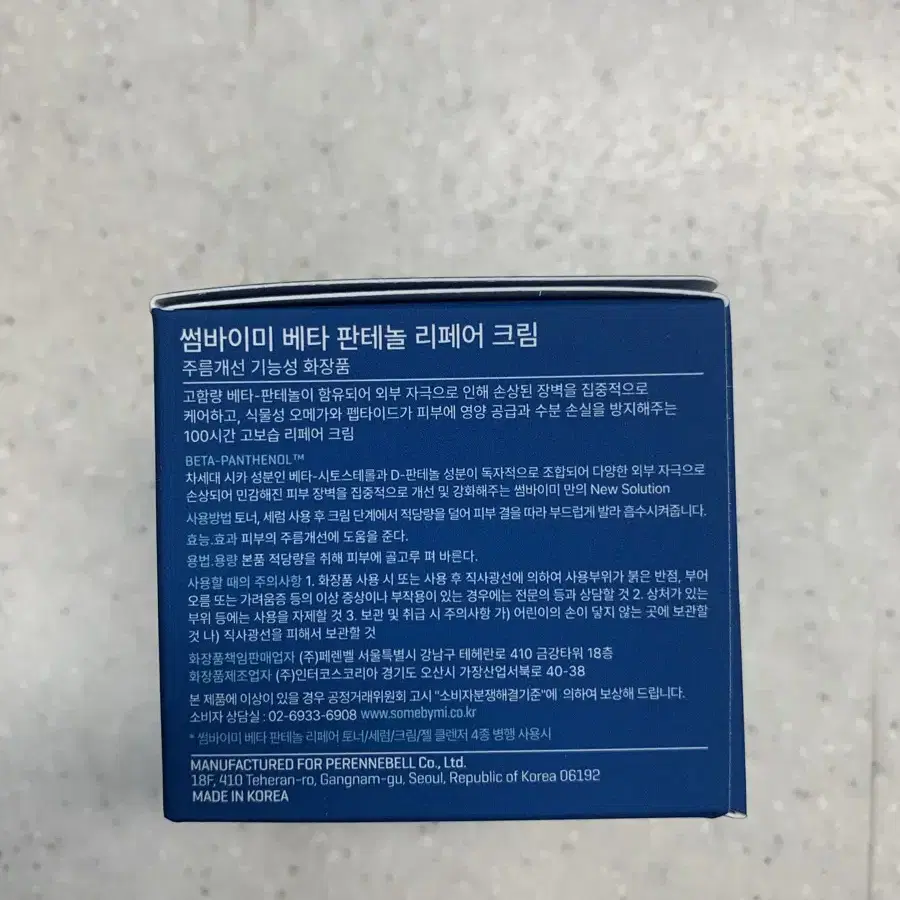 썸바이미 베타 판테놀 리페어 크림
주름개선 기능성 화장품
고함량 베타-판테놀이 함유되어 외부 자극으로 인해 손상된 장벽을 집중적으로
케어하고, 식물성 오메가와 펩타이드가 피부에 영양 공급과 수분 손실을 방지해주는
100시간 고보습 리페어 크림
BETA-PANTHENOL™
차세대 시카 성분인 베타-시토스테롤과 D-판테놀 성분이 독자적으로 조합되어 다양한 외부 자극으로
손상되어 민감해진 피부 장벽을 집중적으로 개선 및 강화해주는 썸바이미 만의 New Solution
사용방법 토너, 세럼 사용 후 크림 단계에서 적당량을 덜어 피부 결을 따라 부드럽게 발라 흡수시켜줍니다.
효능.효과 피부의 주름개선에 도움을 준다.
용법.용량 본품 적당량을 취해 피부에 골고루 펴 바른다.
사용할 때의 주의사항 1. 화장품 사용 시 또는 사용 후 직사광선에 의하여 사용부위가 붉은 반점, 부어
오름 또는 가려움증 등의 이상 증상이나 부작용이 있는 경우에는 전문의 등과 상담할 것 2. 상처가 있는
부위 등에는 사용을 자제할 것 3. 보관 및 취급 시 주의사항 가) 어린이의 손이 닿지 않는 곳에 보관할
것 나) 직사광선을 피해서 보관할 것
화장품책임판매업자 (주)페렌벨 서울특별시 강남구 테헤란로 410 금강타워 18층
화장품제조업자 (주)인터코스코리아 경기도 오산시 가장산업서북로 40-38
본 제품에 이상이 있을 경우 공정거래위원회 고시 "소비자분쟁해결기준"에 의하여 보상해 드립니다.
소비자 상담실 : 02-6933-6908 www.somebymi.co.kr
* 썸바이미 베타 판테놀 리페어 토너/세럼/크림/젤 클렌저 4종 병행 사용시
MANUFACTURED FOR PERENNEBELL Co., Ltd.
18F, 410 Teheran-ro, Gangnam-gu, Seoul, Republic of Korea 06192
MADE IN KOREA